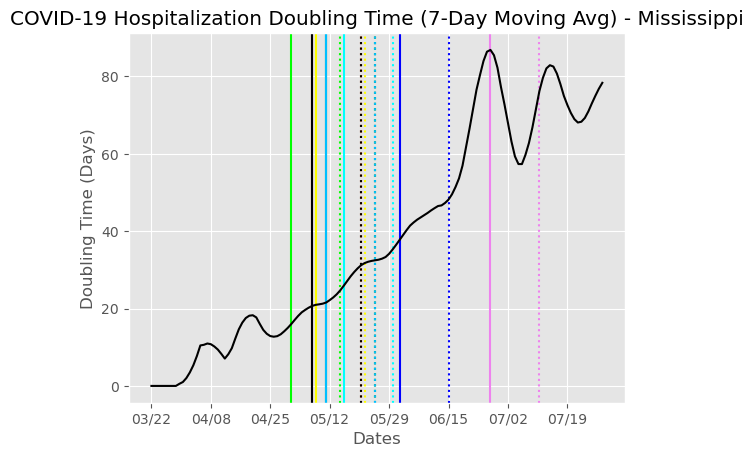 COVID-19 Hospitalization Doubling Time (7-Day Moving Avg) - Mississippi
Doubling Time (Days)
80
60
40
20
0
03/22 04/08 04/25 05/12 05/29 06/15 07/02 07/19
Dates